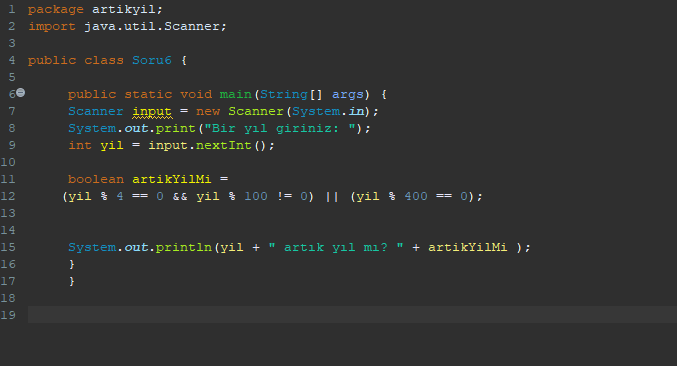 1 package artikyil;
2 import java.util.Scanner;
3
4 public class Soru6 {
5
6 public static void main(String[] args) {
7 Scanner input = new Scanner(System.in);
8 System.out.print("Bir yıl giriniz: ");
9 int yil = input.nextInt();
10
11 boolean artikYilMi =
12 (yil % 4 == 0 && yil % 100 != 0) || (yil % 400 == 0);
13
14
15 System.out.println(yil + " artık yıl mı? " + artikYilMi );
16 }
17 }
18
19